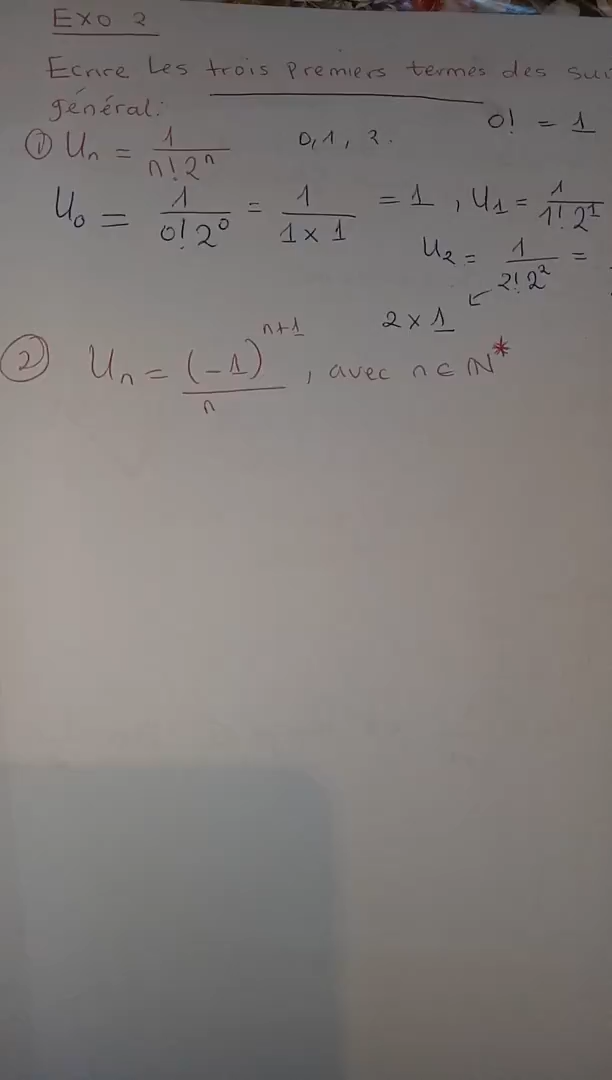 EXO 2
Ecrire les trois premiers termes des
général:
① Un = 1/(n! 2^n)    0, 1, 2.    0! = 1
U0 = 1/(0! 2^0) = 1/(1 x 1) = 1, U1 = 1/(1! 2^1)
U2 = 1/(2! 2^2) =
2 x 1
② Un = (-1)^(n+1)/n, avec n ∈ ℕ*